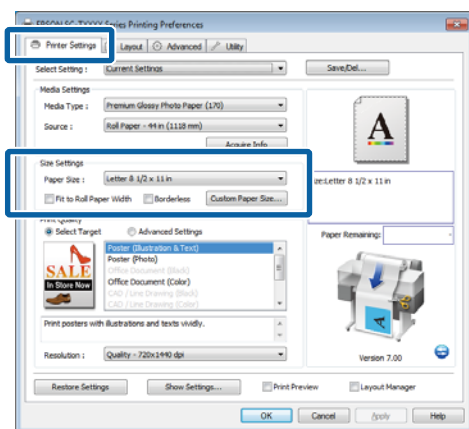 EPSON SC-TXXXX Series Printing Preferences
Printer Settings Layout Advanced Utility
Select Setting : Current Settings Save/Del...
Media Settings
Media Type : Premium Glossy Photo Paper (170)
Source : Roll Paper - 44 in (1118 mm)
Acquire Info
A
Size Settings
Paper Size : Letter 8 1/2 x 11 in
ize:Letter 8 1/2 x 11 in
Fit to Roll Paper Width Borderless Custom Paper Size...
Print Quality
Select Target Advanced Settings
Paper Remaining: -
Poster (Illustration & Text)
Poster (Photo)
Office Document (Black)
Office Document (Color)
CAD / Line Drawing (Black)
CAD / Line Drawing (Color)
SALE
In Store Now
Print posters with illustrations and texts vividly.
Resolution : Quality - 720x1440 dpi
Version 7.00
Restore Settings Show Settings... Print Preview Layout Manager
OK Cancel Apply Help